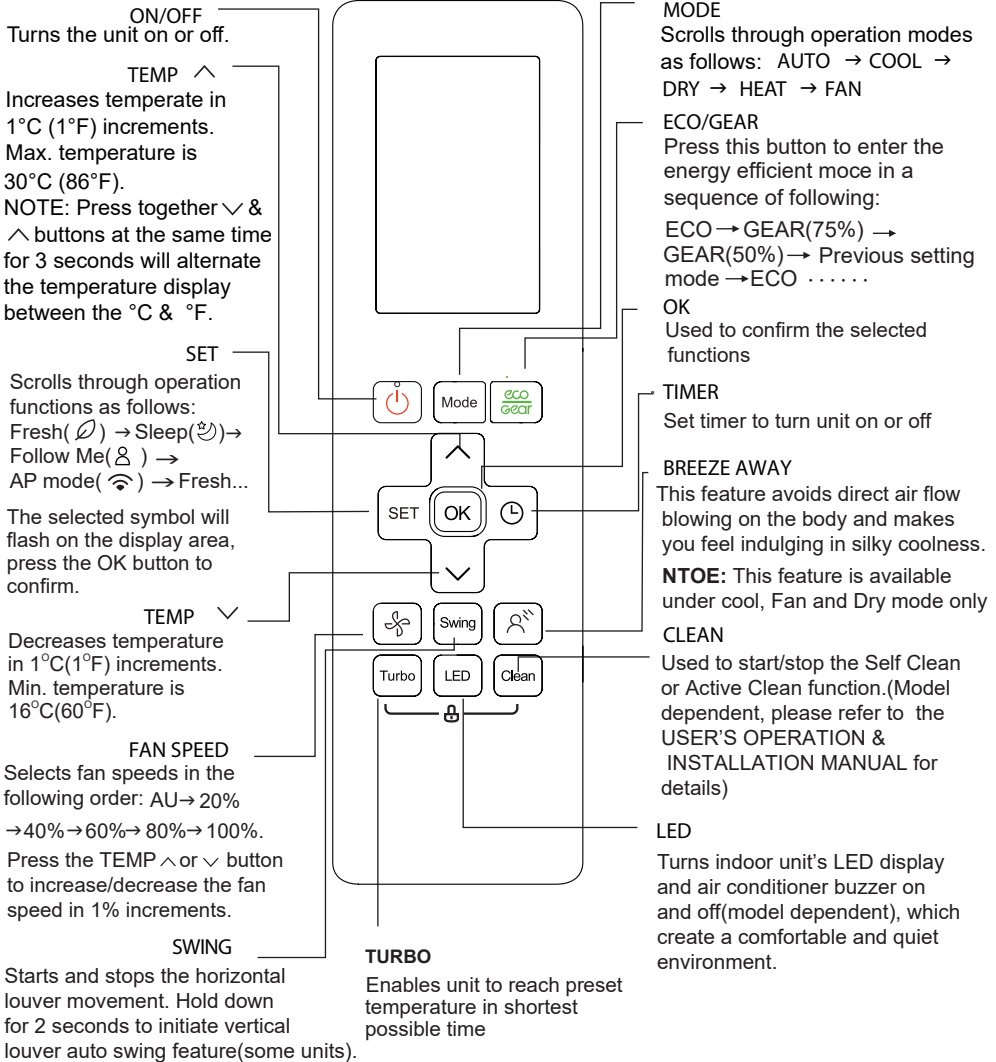 ON/OFF
Turns the unit on or off.
TEMP ︿
Increases temperate in
1°C (1°F) increments.
Max. temperature is
30°C (86°F).
NOTE: Press together ﹀ &
︿ buttons at the same time
for 3 seconds will alternate
the temperature display
between the °C & °F.
SET
Scrolls through operation
functions as follows:
Fresh( ) → Sleep( )→
Follow Me( ) →
AP mode( ) → Fresh...
The selected symbol will
flash on the display area,
press the OK button to
confirm.
TEMP ﹀
Decreases temperature
in 1°C(1°F) increments.
Min. temperature is
16°C(60°F).
FAN SPEED
Selects fan speeds in the
following order: AU→ 20%
→40%→60%→ 80%→100%.
Press the TEMP ︿ or ﹀ button
to increase/decrease the fan
speed in 1% increments.
SWING
Starts and stops the horizontal
louver movement. Hold down
for 2 seconds to initiate vertical
louver auto swing feature(some units).
Mode
eco
Gear
SET
OK
Swing
Turbo
LED
Clean
TURBO
Enables unit to reach preset
temperature in shortest
possible time
MODE
Scrolls through operation modes
as follows: AUTO → COOL →
DRY → HEAT → FAN
ECO/GEAR
Press this button to enter the
energy efficient moce in a
sequence of following:
ECO → GEAR(75%) →
GEAR(50%)→ Previous setting
mode →ECO ······
OK
Used to confirm the selected
functions
TIMER
Set timer to turn unit on or off
BREEZE AWAY
This feature avoids direct air flow
blowing on the body and makes
you feel indulging in silky coolness.
NTOE: This feature is available
under cool, Fan and Dry mode only
CLEAN
Used to start/stop the Self Clean
or Active Clean function.(Model
dependent, please refer to the
USER'S OPERATION &
INSTALLATION MANUAL for
details)
LED
Turns indoor unit's LED display
and air conditioner buzzer on
and off(model dependent), which
create a comfortable and quiet
environment.